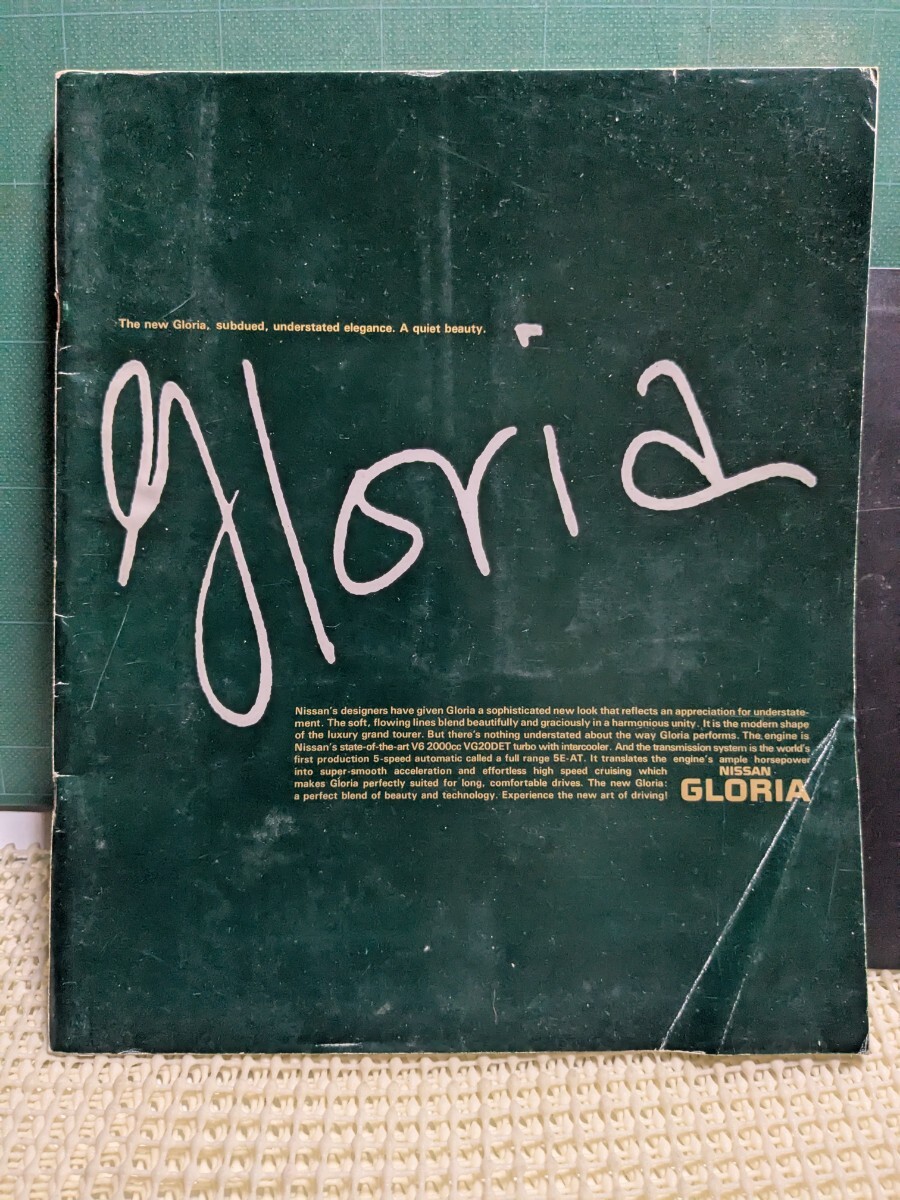 The new Gloria, subdued, understated elegance. A quiet beauty.
gloria
Nissan's designers have given Gloria a sophisticated new look that reflects an appreciation for understate-
ment. The soft, flowing lines blend beautifully and graciously in a harmonious unity. It is the modern shape
of the luxury grand tourer. But there's nothing understated about the way Gloria performs. The engine is
Nissan's state-of-the-art V6 2000cc VG20DET turbo with intercooler. And the transmission system is the world's
first production 5-speed automatic called a full range 5E-AT. It translates the engine's ample horsepower
into super-smooth acceleration and effortless high speed cruising which
makes Gloria perfectly suited for long, comfortable drives. The new Gloria:
a perfect blend of beauty and technology. Experience the new art of driving!
NISSAN
GLORIA